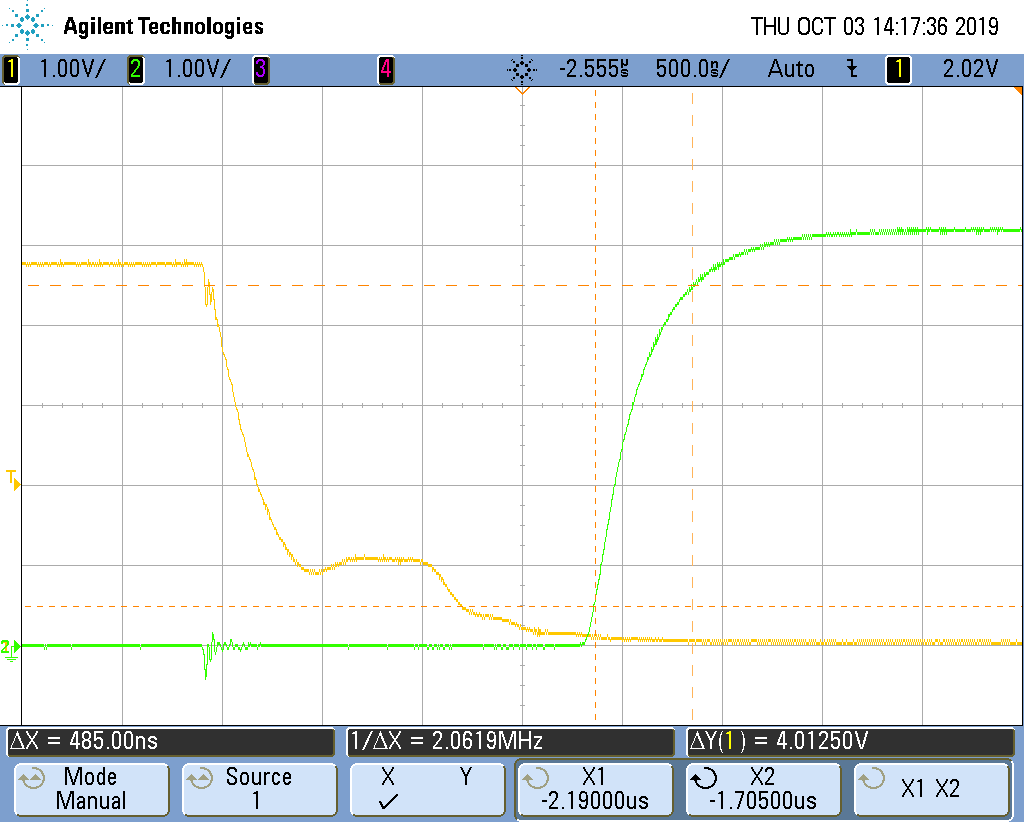 Agilent Technologies THU OCT 03 14:17:36 2019
1 1.00V/ 2 1.00V/ 3 4 -2.555µs 500.0ns/ Auto 1 2.02V
T
2
ΔX = 485.00ns 1/ΔX = 2.0619MHz ΔY(1) = 4.01250V
Mode Source X Y X1 X2 X1 X2
Manual 1 ✓ -2.19000us -1.70500us